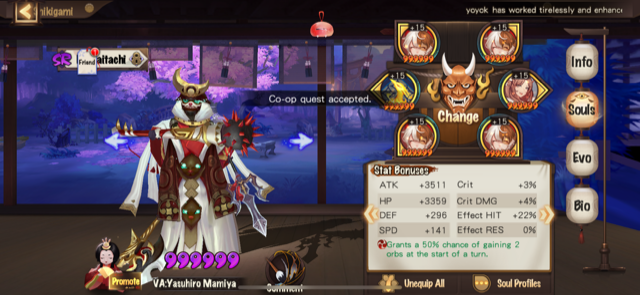 hikigami
yoyok has worked tirelessly and enhance
SR
Friend
aitachi
Co-op quest accepted.
+15
+15
+15
+15
+15
+15
Change
Info
Souls
Evo
Bio
Stat Bonuses
ATK +3511 Crit +3%
HP +3359 Crit DMG +4%
DEF +296 Effect HIT +22%
SPD +141 Effect RES 0%
Grants a 50% chance of gaining 2
orbs at the start of a turn.
999999
Promote
VA:Yasuhiro Mamiya
Comment
Unequip All
Soul Profiles